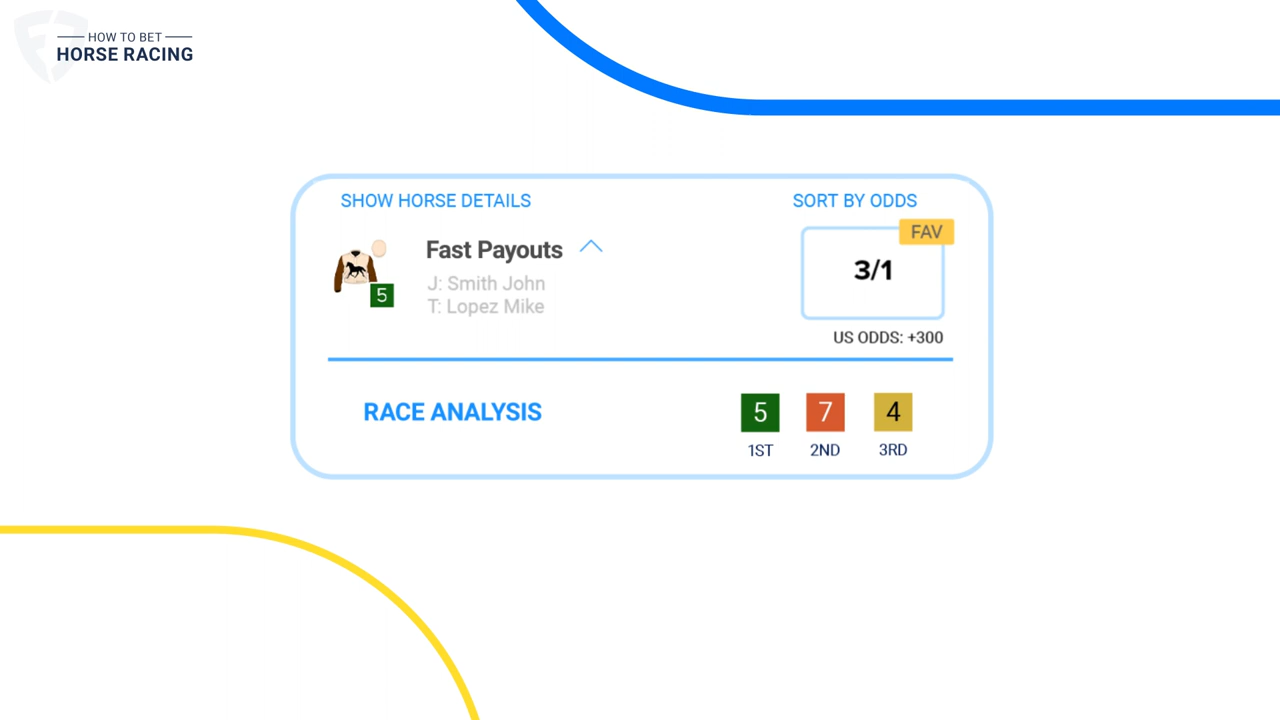 HOW TO BET
HORSE RACING
SHOW HORSE DETAILS
SORT BY ODDS
FAV
Fast Payouts
3/1
J: Smith John
5
T: Lopez Mike
US ODDS: +300
RACE ANALYSIS
5 7 4
1ST 2ND 3RD